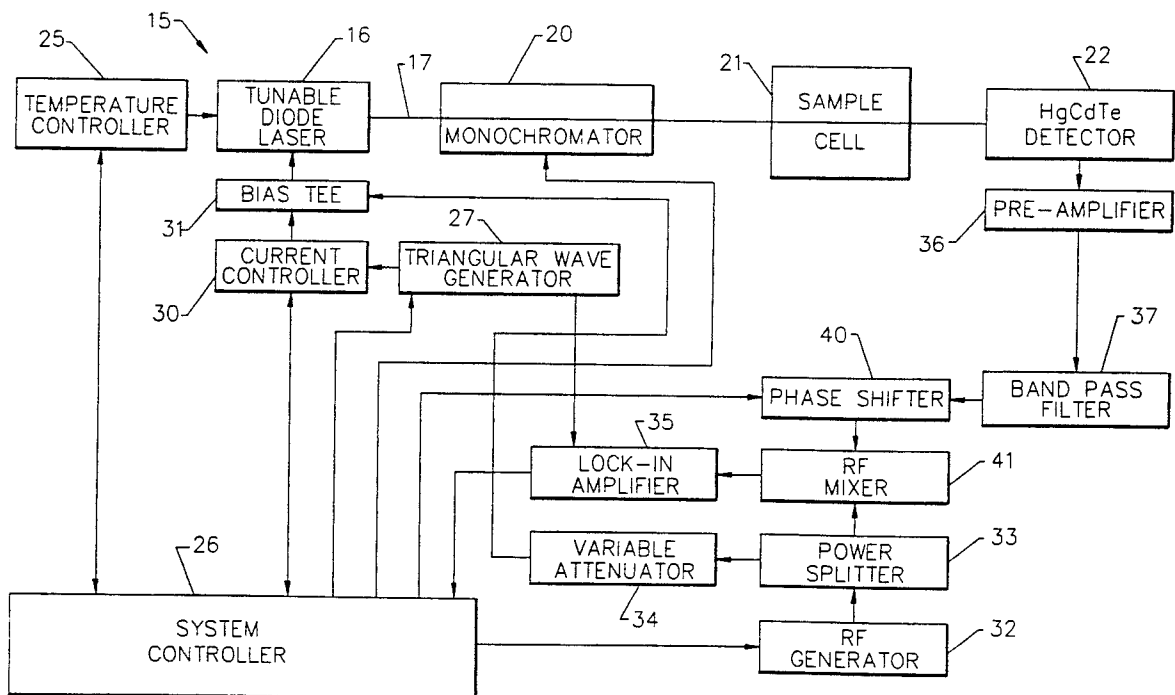 15
25
16
17
20
21
22
TEMPERATURE
CONTROLLER
TUNABLE
DIODE
LASER
MONOCHROMATOR
SAMPLE
CELL
HgCdTe
DETECTOR
BIAS TEE
31
PRE-AMPLIFIER
36
27
CURRENT
CONTROLLER
30
TRIANGULAR WAVE
GENERATOR
37
40
PHASE SHIFTER
BAND PASS
FILTER
35
LOCK-IN
AMPLIFIER
RF
MIXER
41
26
VARIABLE
ATTENUATOR
34
POWER
SPLITTER
33
SYSTEM
CONTROLLER
RF
GENERATOR
32